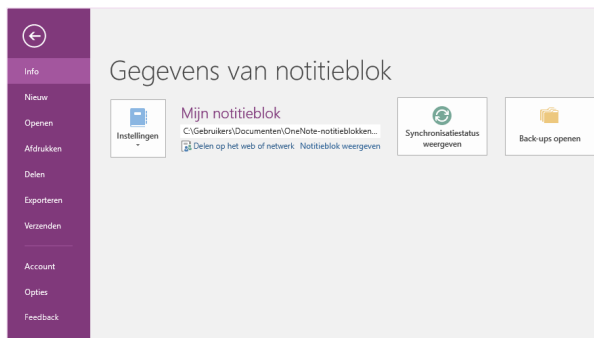 Info
Nieuw
Openen
Afdrukken
Delen
Exporteren
Verzenden
Account
Opties
Feedback
Gegevens van notitieblok
Instellingen
Mijn notitieblok
C:\Gebruikers\Documenten\OneNote-notitieblokken...
Delen op het web of netwerk Notitieblok weergeven
Synchronisatiestatus
weergeven
Back-ups openen